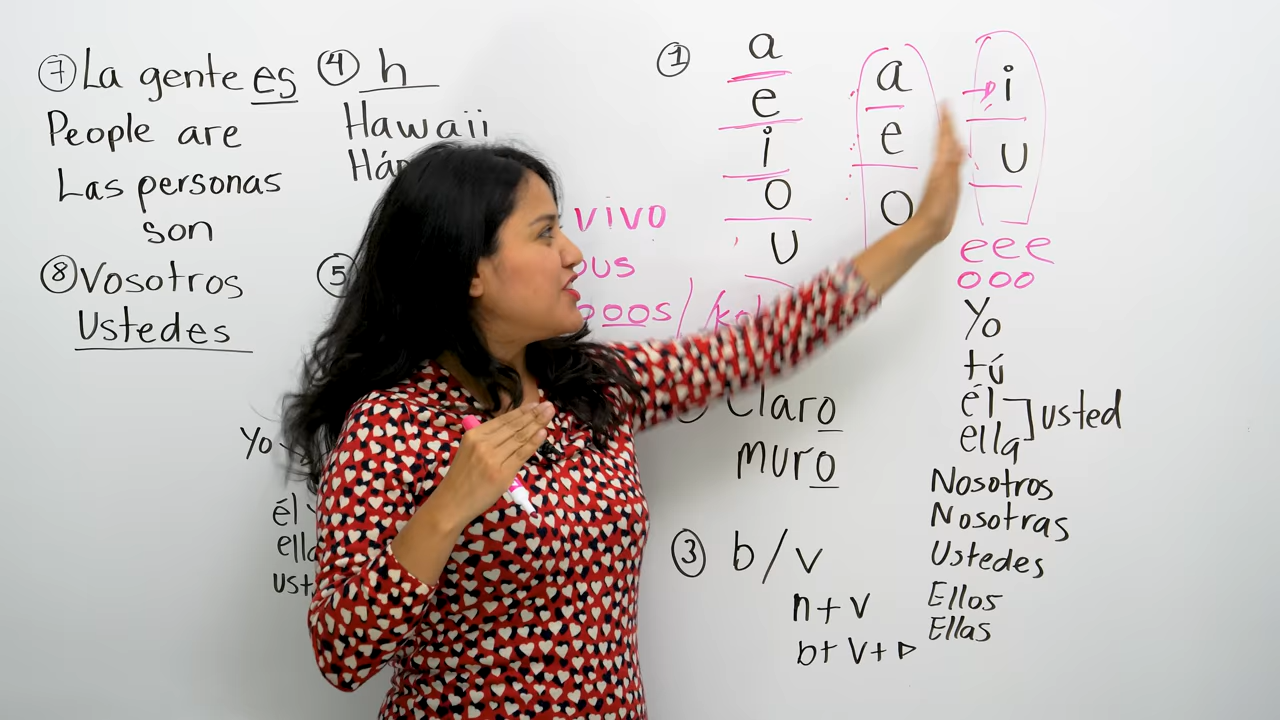 ⑦ La gente es
People are
Las personas
son
⑧ Vosotros
Ustedes
Yo
él
④ h
Hawaii
⑤
vivo
①
a
e
i
o
u
a
e
o
i
u
eee
ooo
Yo
tú
él
ella
usted
Nosotros
Nosotras
Ustedes
Ellos
Ellas
Claro
muro
③ b/v
n+v
b+v+